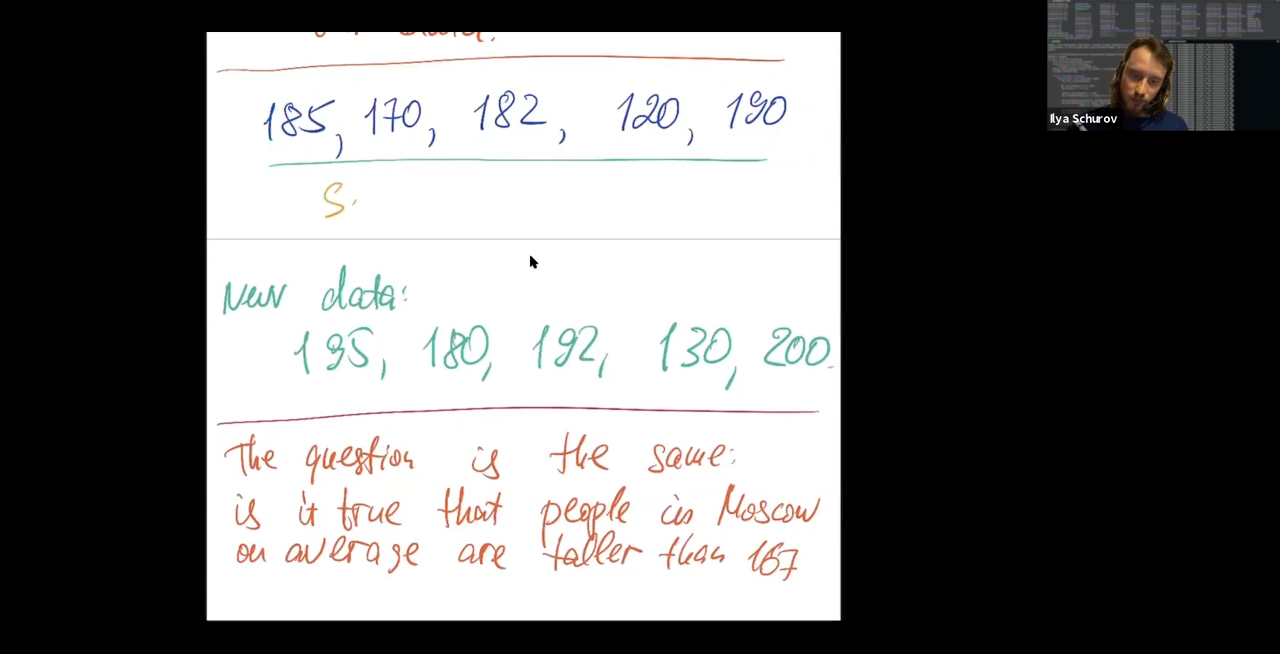 185, 170, 182, 120, 190
S.
New data:
195, 180, 192, 130, 200.
The question is the same:
is it true that people in Moscow
on average are taller than 167
Ilya Schurov